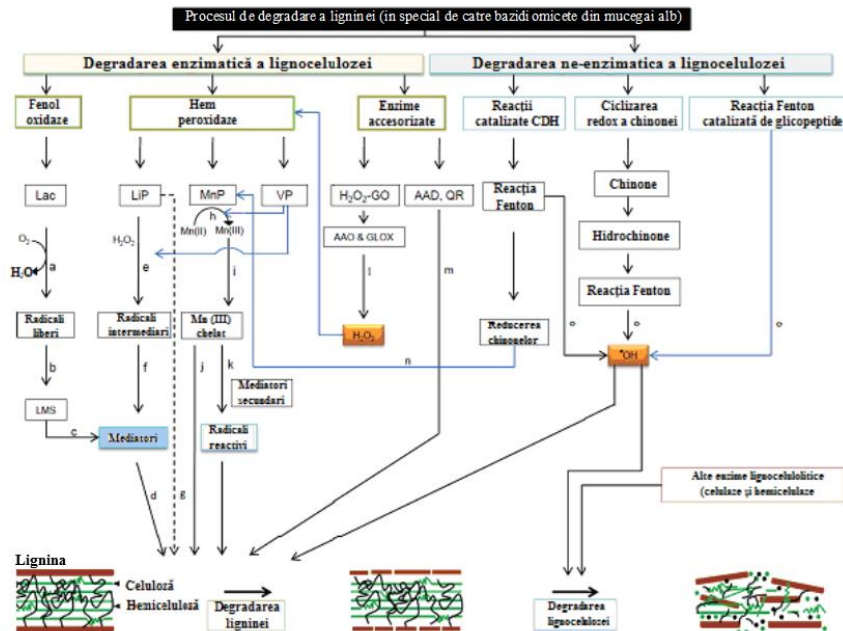 Procesul de degradare a ligninei (in special de catre bazidi omicete din mucegai alb)
Degradarea enzimatică a lignocelulozei
Degradarea ne-enzimatica a lignocelulozei
Fenol
oxidaze
Hem
peroxidaze
Enzime
accesorizate
Reacții
catalizate CDH
Ciclizarea
redox a chinonei
Reacția Fenton
catalizată de glicopeptide
Lac
LiP
MnP
VP
H₂O₂-GO
AAD, QR
Reacția
Fenton
Chinone
h
Mn(II)
Mn(III)
O₂
H₂O
a
H₂O₂
e
i
AAO & GLOX
l
m
Hidrochinone
Reacția Fenton
Radicali
liberi
Radicali
intermediari
Mn (III)
chelat
H₂O₂
Reducerea
chinonelor
o
o
o
•OH
n
b
f
j
k
Mediatori
secundari
LMS
c
Mediatori
Radicali
reactivi
d
g
Alte enzime lignocelulolitice
(celulaze și hemicelulaze
Lignina
Celuloză
Hemiceluloză
Degradarea
ligninei
Degradarea
lignocelulozei